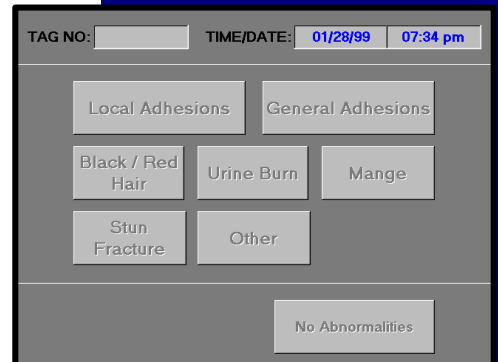 TAG NO: TIME/DATE: 01/28/99 07:34 pm
Local Adhesions General Adhesions
Black / Red
Hair
Urine Burn Mange
Stun
Fracture
Other
No Abnormalities